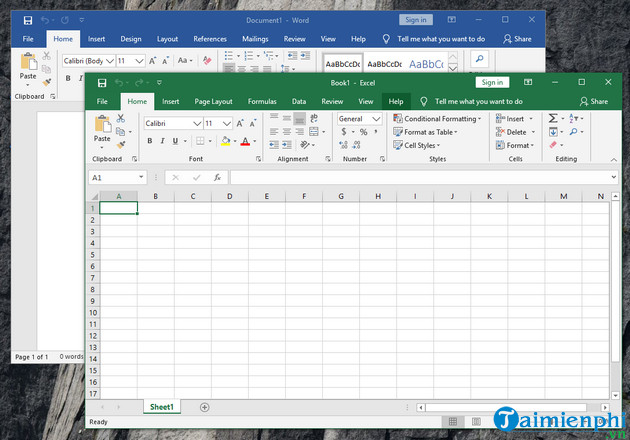 Document1 - Word
Sign in
File Home Insert Design Layout References Mailings Review View Help Tell me what you want to do Share
Paste
Clipboard
Calibri (Body) 11 A A Aa
B I
AaBbCcDc AaBbCcDc AaBbCc
Page 1 of 1 0 words
Book1 - Excel
Sign in
File Home Insert Page Layout Formulas Data Review View Help Tell me what you want to do Share
Paste
Calibri 11 A A
B I U A
General
$ % ,
Conditional Formatting
Format as Table
Cell Styles
Insert
Delete
Format
Clipboard Font Alignment Number Styles Cells Editing
A1 fx
A B C D E F G H I J K L M N
1
2
3
4
5
6
7
8
9
10
11
12
13
14
15
16
17
Sheet1
Ready
Taimienphi
.vn